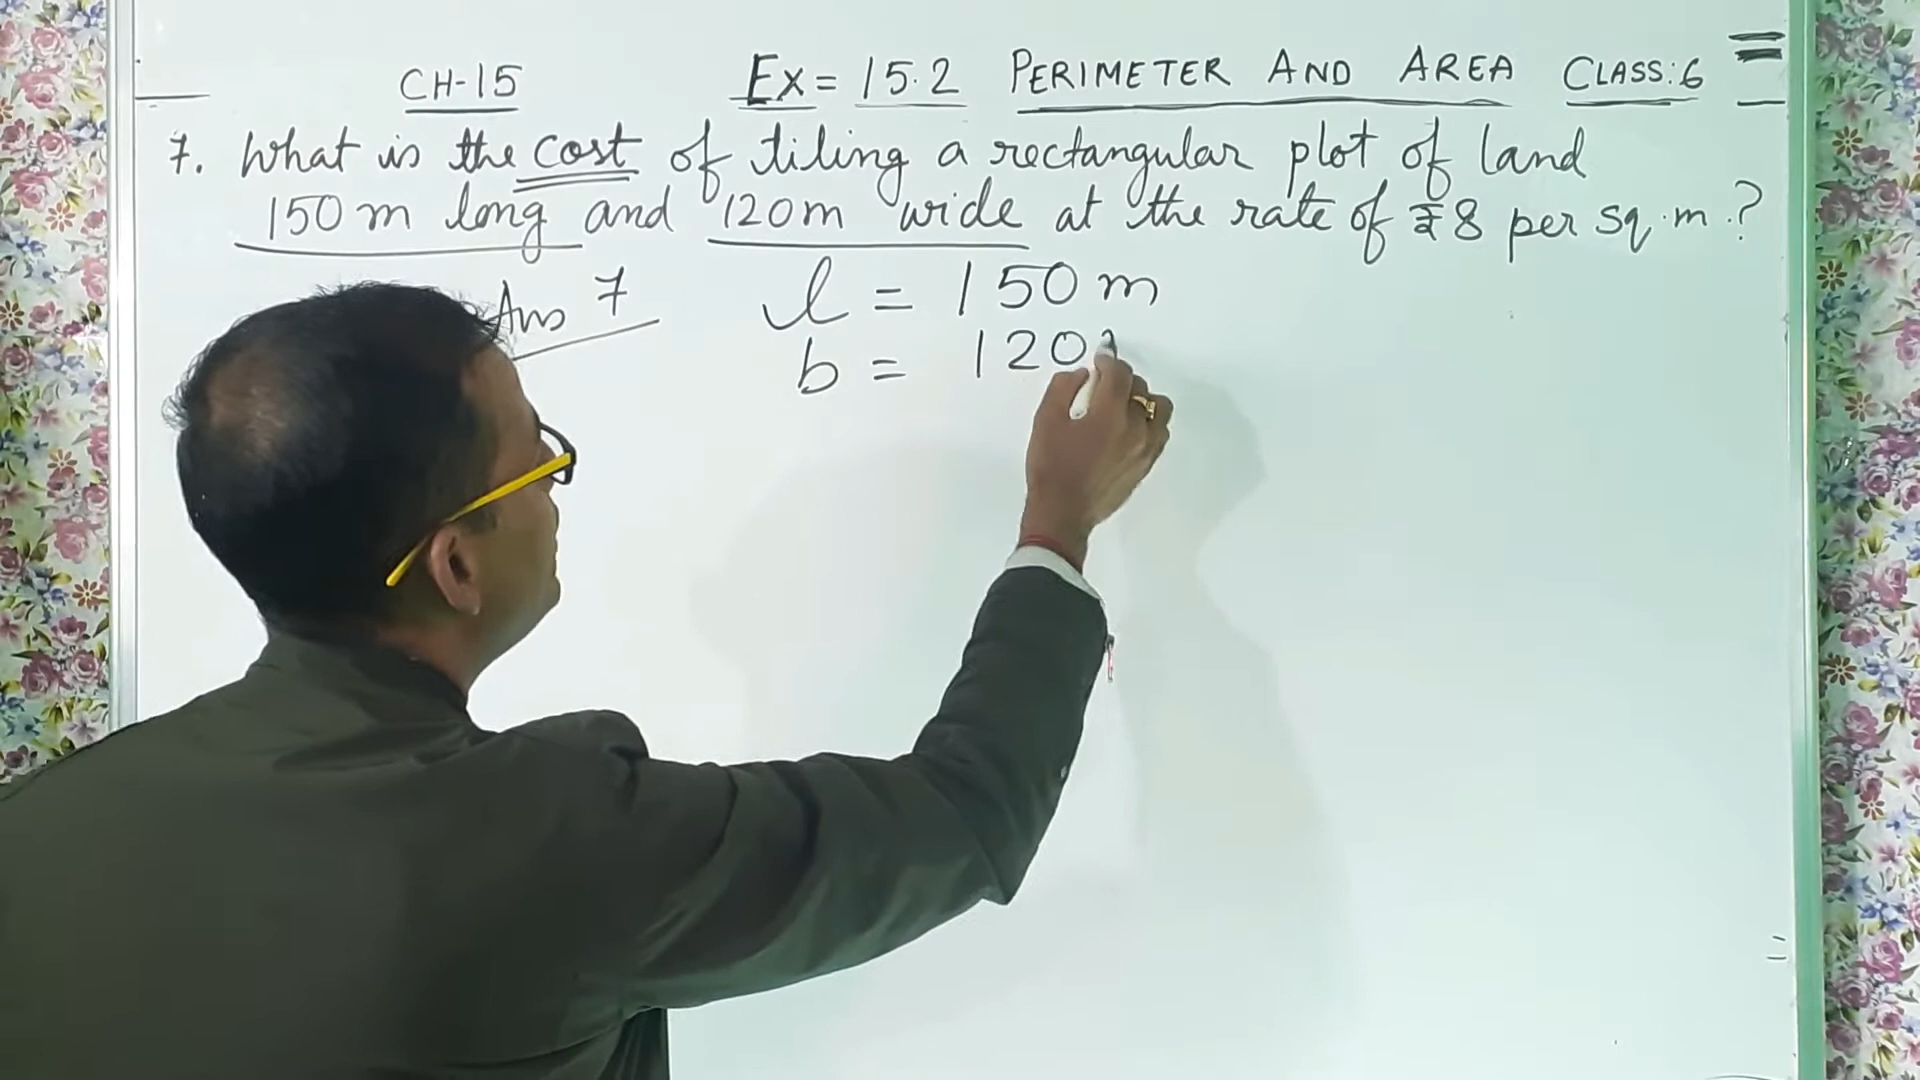 CH-15 Ex = 15.2 PERIMETER AND AREA CLASS:6
7. What is the cost of tiling a rectangular plot of land
150 m long and 120m wide at the rate of ₹8 per sq.m.?
Ans 7 l = 150 m
b = 120